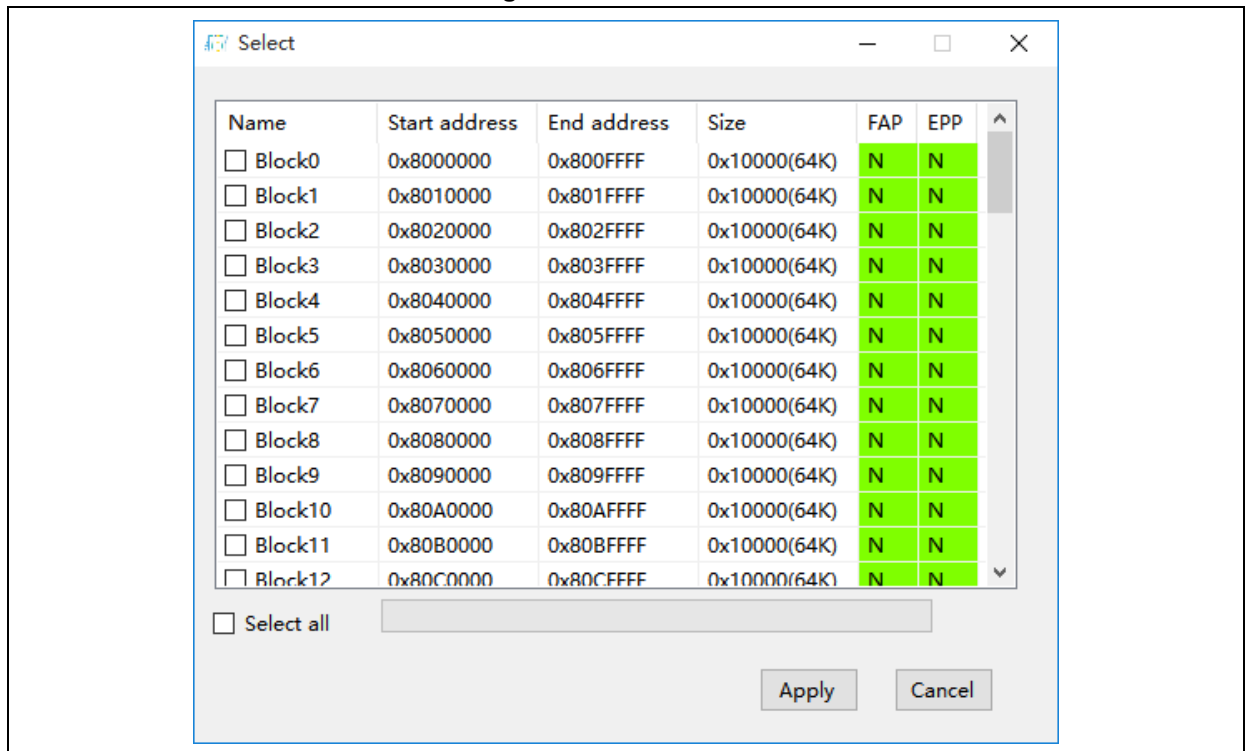 Select
Name Start address End address Size FAP EPP
Block0 0x8000000 0x800FFFF 0x10000(64K) N N
Block1 0x8010000 0x801FFFF 0x10000(64K) N N
Block2 0x8020000 0x802FFFF 0x10000(64K) N N
Block3 0x8030000 0x803FFFF 0x10000(64K) N N
Block4 0x8040000 0x804FFFF 0x10000(64K) N N
Block5 0x8050000 0x805FFFF 0x10000(64K) N N
Block6 0x8060000 0x806FFFF 0x10000(64K) N N
Block7 0x8070000 0x807FFFF 0x10000(64K) N N
Block8 0x8080000 0x808FFFF 0x10000(64K) N N
Block9 0x8090000 0x809FFFF 0x10000(64K) N N
Block10 0x80A0000 0x80AFFFF 0x10000(64K) N N
Block11 0x80B0000 0x80BFFFF 0x10000(64K) N N
Block12 0x80C0000 0x80CFFFF 0x10000(64K) N N
Select all
Apply Cancel